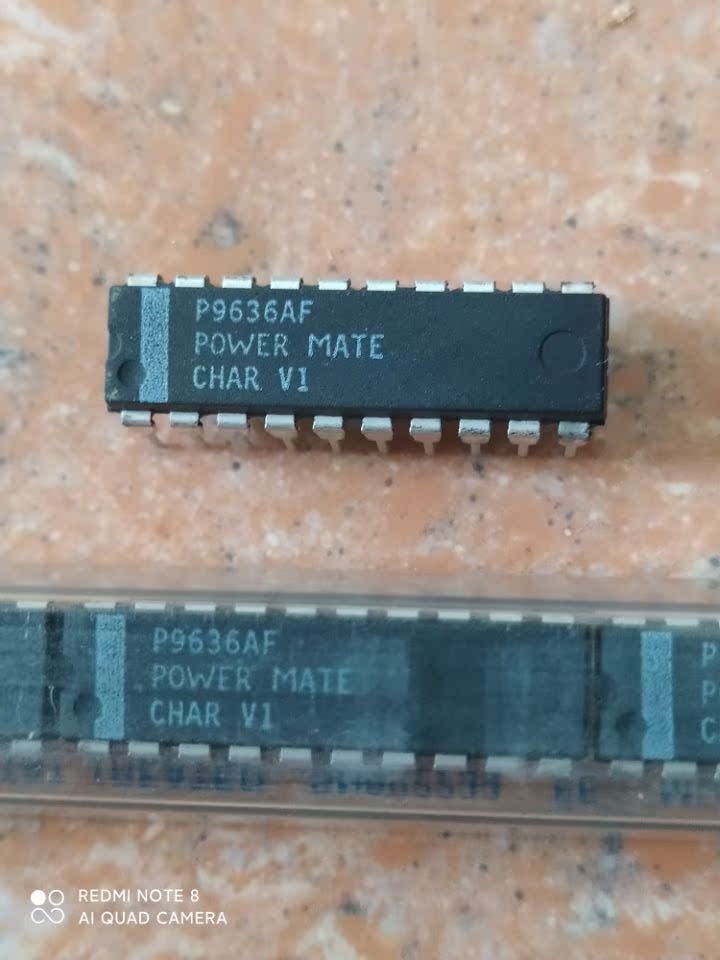 P9636AF
POWER MATE
CHAR V1
P9636AF
POWER MATE
CHAR V1
P
P
C
REDMI NOTE 8
AI QUAD CAMERA